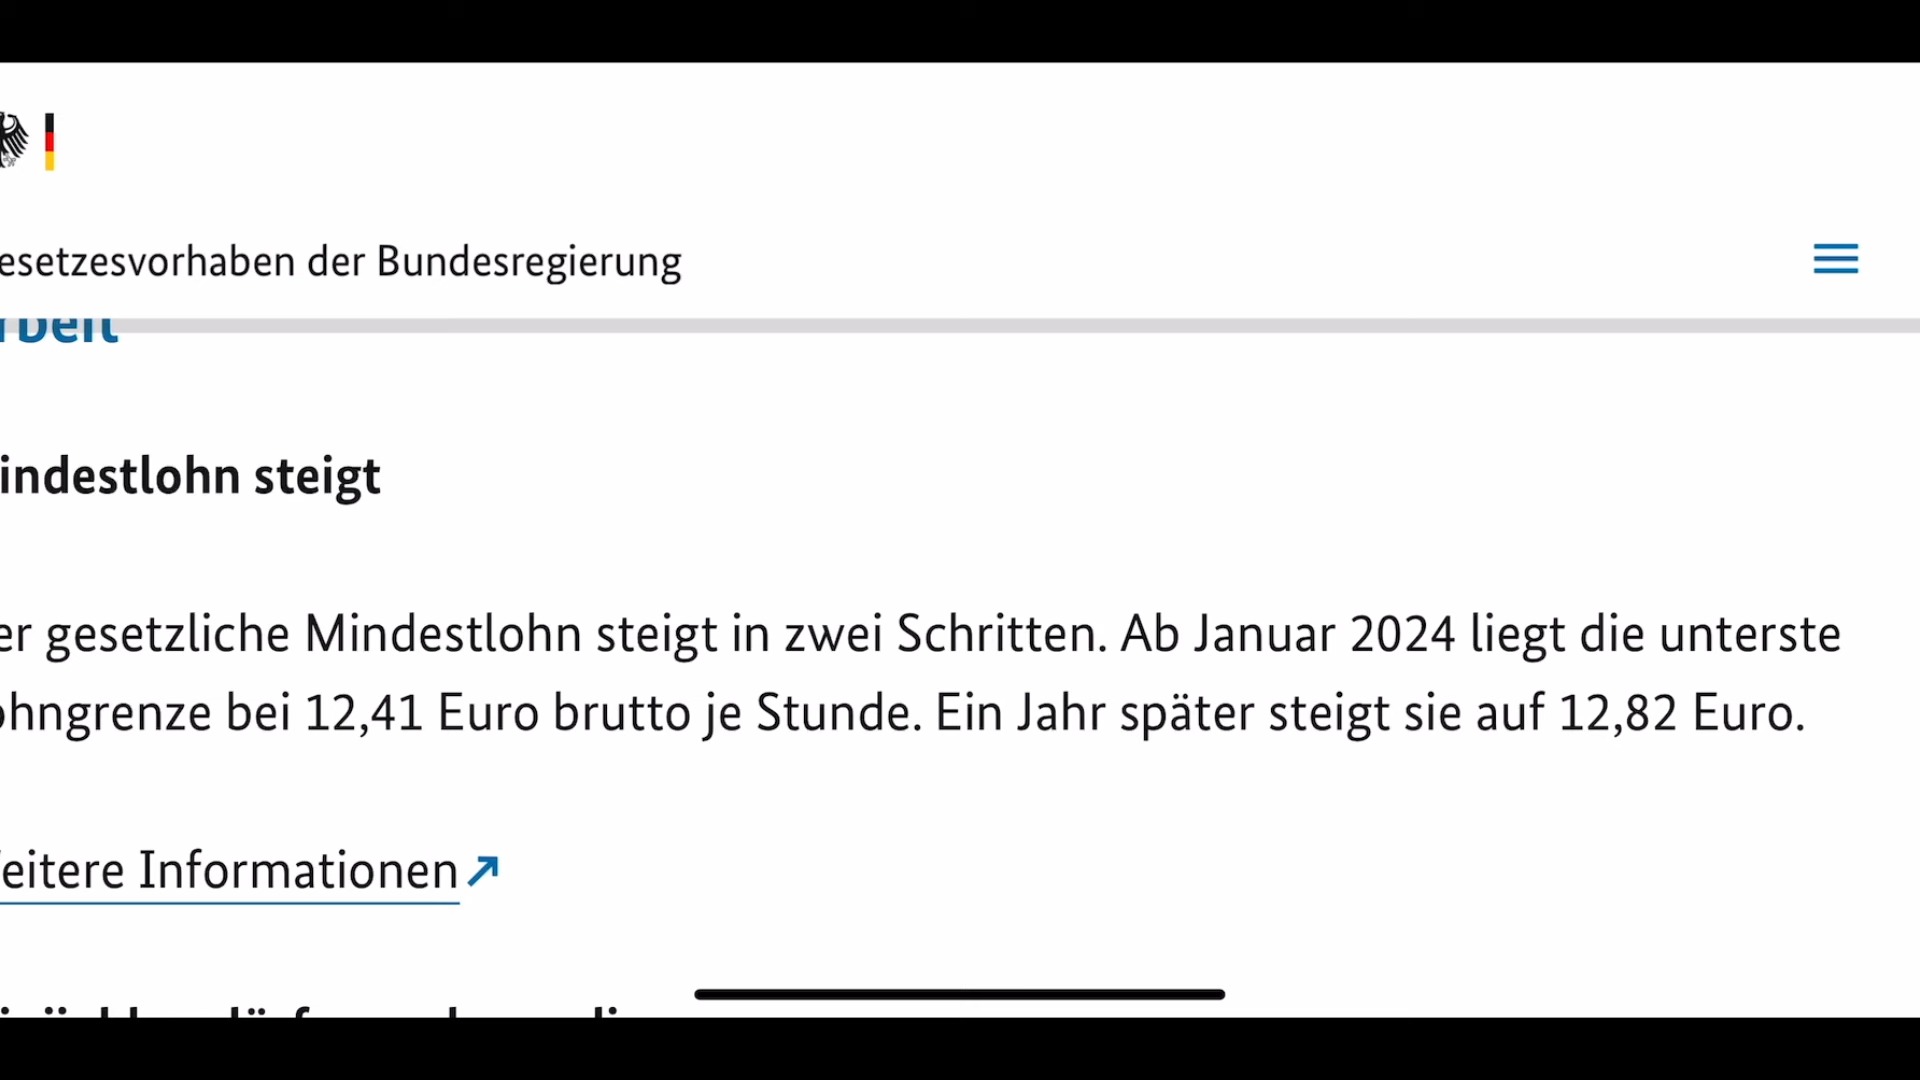 esetzesvorhaben der Bundesregierung
rbeit
indestlohn steigt
er gesetzliche Mindestlohn steigt in zwei Schritten. Ab Januar 2024 liegt die unterste
ohngrenze bei 12,41 Euro brutto je Stunde. Ein Jahr später steigt sie auf 12,82 Euro.
eitere Informationen